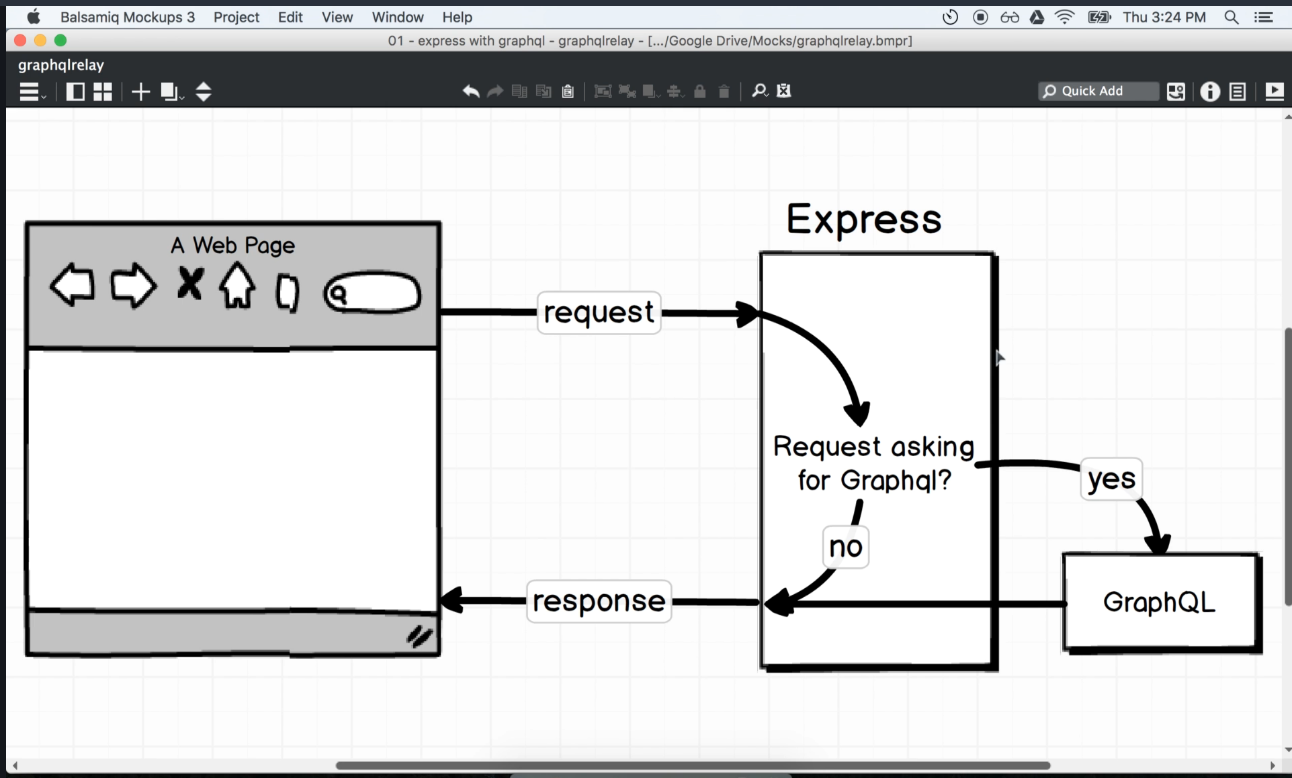 Balsamiq Mockups 3 Project Edit View Window Help Thu 3:24 PM
01 - express with graphql - graphqlrelay - [.../Google Drive/Mocks/graphqlrelay.bmpr]
graphqlrelay
Quick Add
Express
A Web Page
request
Request asking
for Graphql?
yes
no
response
GraphQL